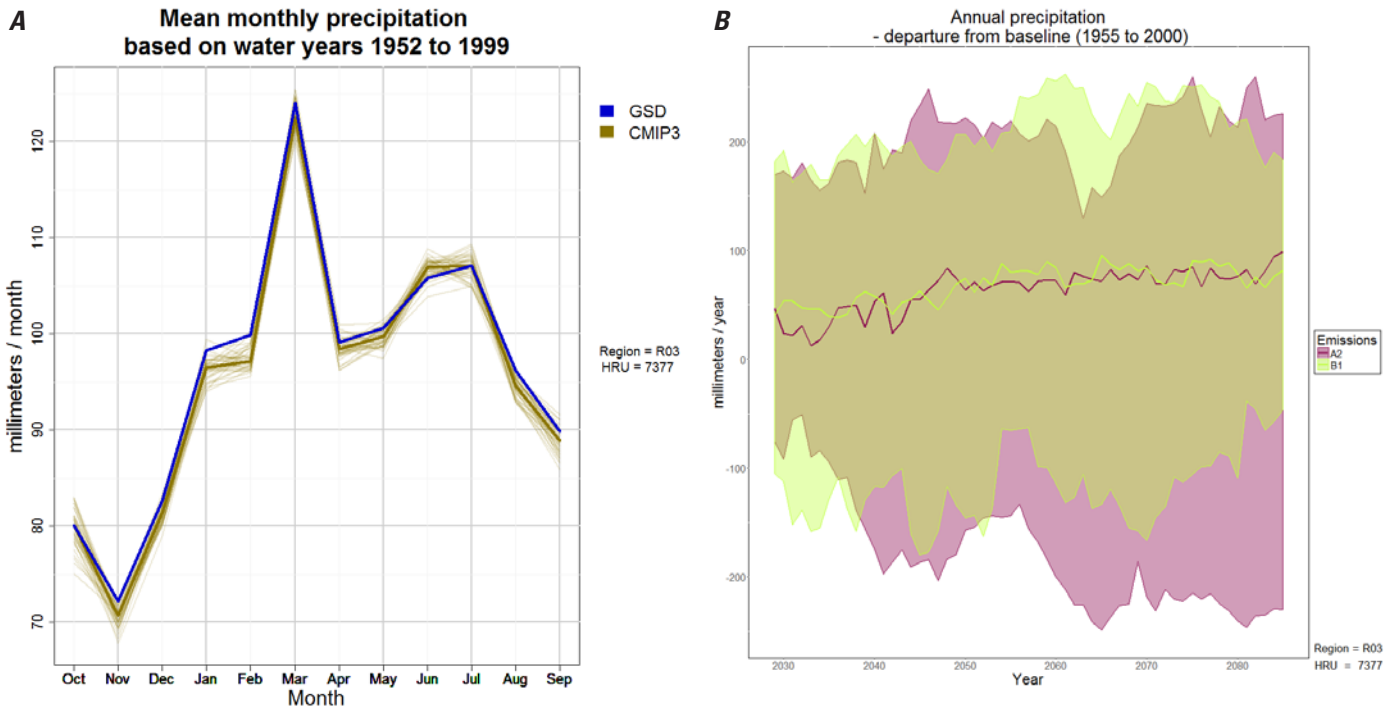 A
Mean monthly precipitation
based on water years 1952 to 1999
millimeters / month
120
110
100
90
80
70
Oct Nov Dec Jan Feb Mar Apr May Jun Jul Aug Sep
Month
GSD
CMIP3
Region = R03
HRU = 7377
B
Annual precipitation
- departure from baseline (1955 to 2000)
millimeters / year
200
100
0
-100
-200
2030 2040 2050 2060 2070 2080
Year
Emissions
A2
B1
Region = R03
HRU = 7377